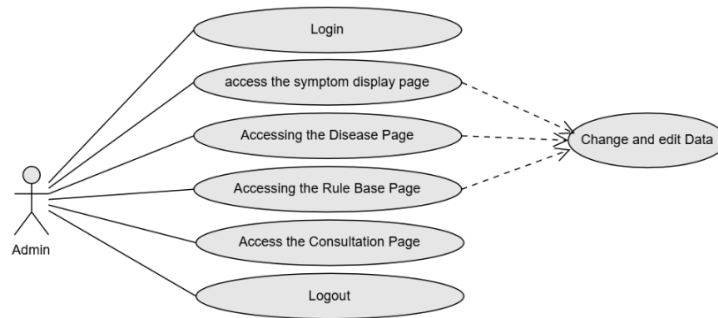 Login
access the symptom display page
Accessing the Disease Page
Change and edit Data
Accessing the Rule Base Page
Admin
Access the Consultation Page
Logout